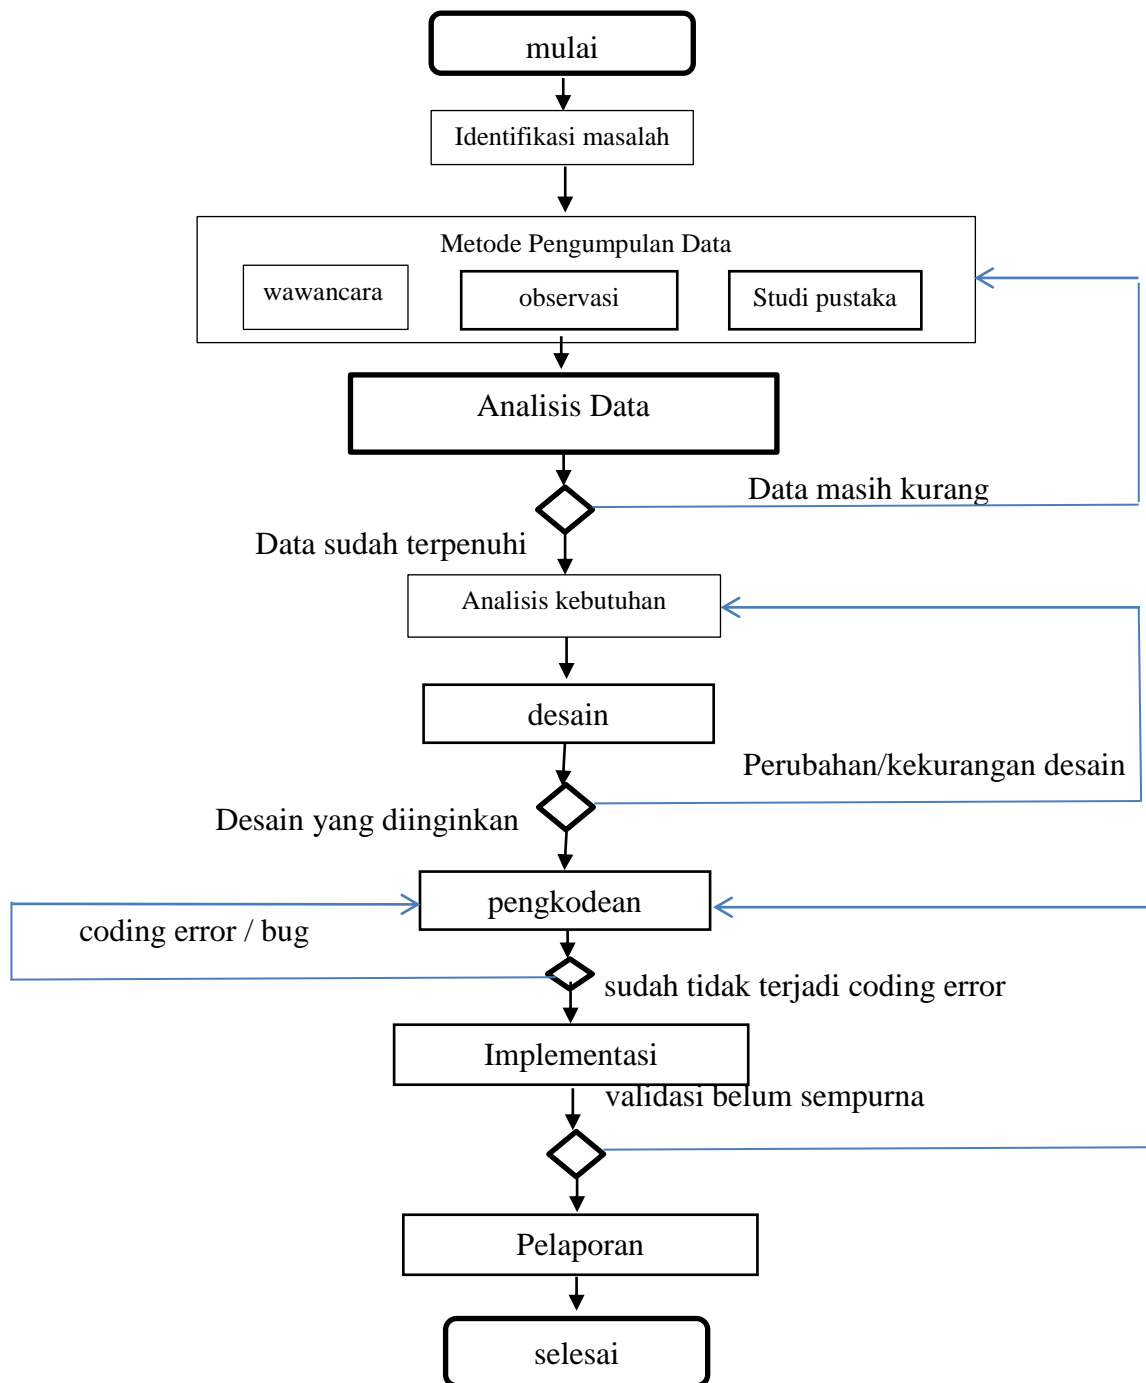 mulai
Identifikasi masalah
Metode Pengumpulan Data
wawancara
observasi
Studi pustaka
Analisis Data
Data masih kurang
Data sudah terpenuhi
Analisis kebutuhan
desain
Perubahan/kekurangan desain
Desain yang diinginkan
pengkodean
coding error / bug
sudah tidak terjadi coding error
Implementasi
validasi belum sempurna
Pelaporan
selesai